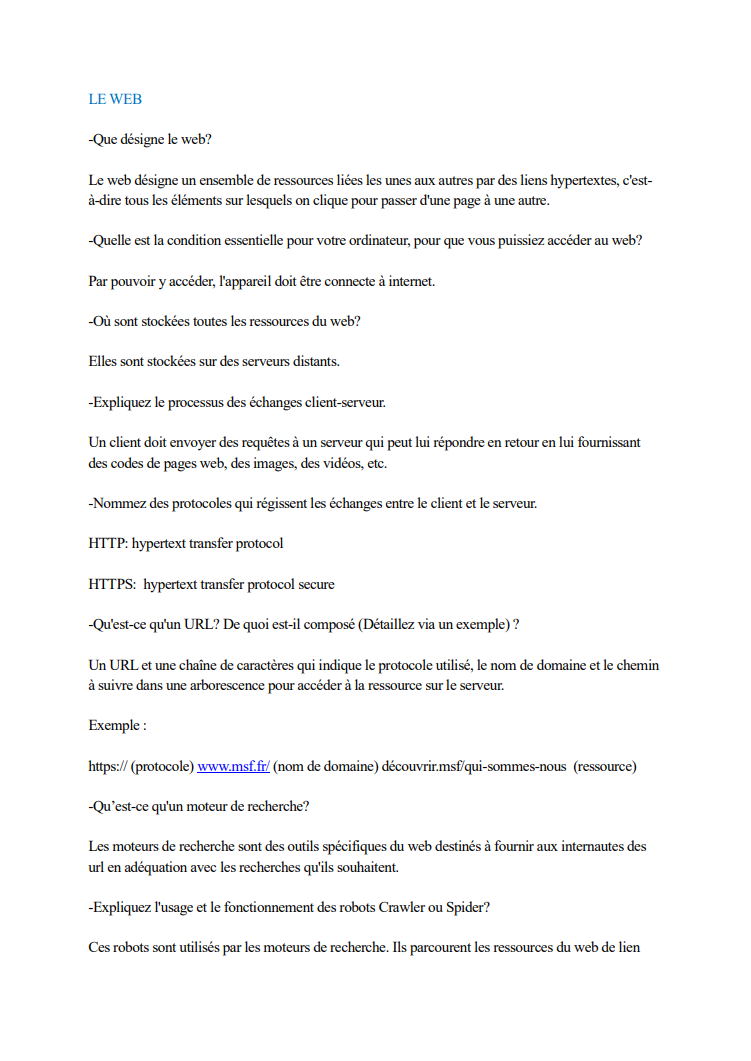 LE WEB
-Que désigne le web?
Le web désigne un ensemble de ressources liées les unes aux autres par des liens hypertextes, c'est-
à-dire tous les éléments sur lesquels on clique pour passer d'une page à une autre.
-Quelle est la condition essentielle pour votre ordinateur, pour que vous puissiez accéder au web?
Par pouvoir y accéder, l'appareil doit être connecte à internet.
-Où sont stockées toutes les ressources du web?
Elles sont stockées sur des serveurs distants.
-Expliquez le processus des échanges client-serveur.
Un client doit envoyer des requêtes à un serveur qui peut lui répondre en retour en lui fournissant
des codes de pages web, des images, des vidéos, etc.
-Nommez des protocoles qui régissent les échanges entre le client et le serveur.
HTTP: hypertext transfer protocol
HTTPS:  hypertext transfer protocol secure
-Qu'est-ce qu'un URL? De quoi est-il composé (Détaillez via un exemple) ?
Un URL et une chaîne de caractères qui indique le protocole utilisé, le nom de domaine et le chemin
à suivre dans une arborescence pour accéder à la ressource sur le serveur.
Exemple :
https:// (protocole) www.msf.fr/ (nom de domaine) découvrir.msf/qui-sommes-nous  (ressource)
-Qu’est-ce qu'un moteur de recherche?
Les moteurs de recherche sont des outils spécifiques du web destinés à fournir aux internautes des
url en adéquation avec les recherches qu'ils souhaitent.
-Expliquez l'usage et le fonctionnement des robots Crawler ou Spider?
Ces robots sont utilisés par les moteurs de recherche. Ils parcourent les ressources du web de lien